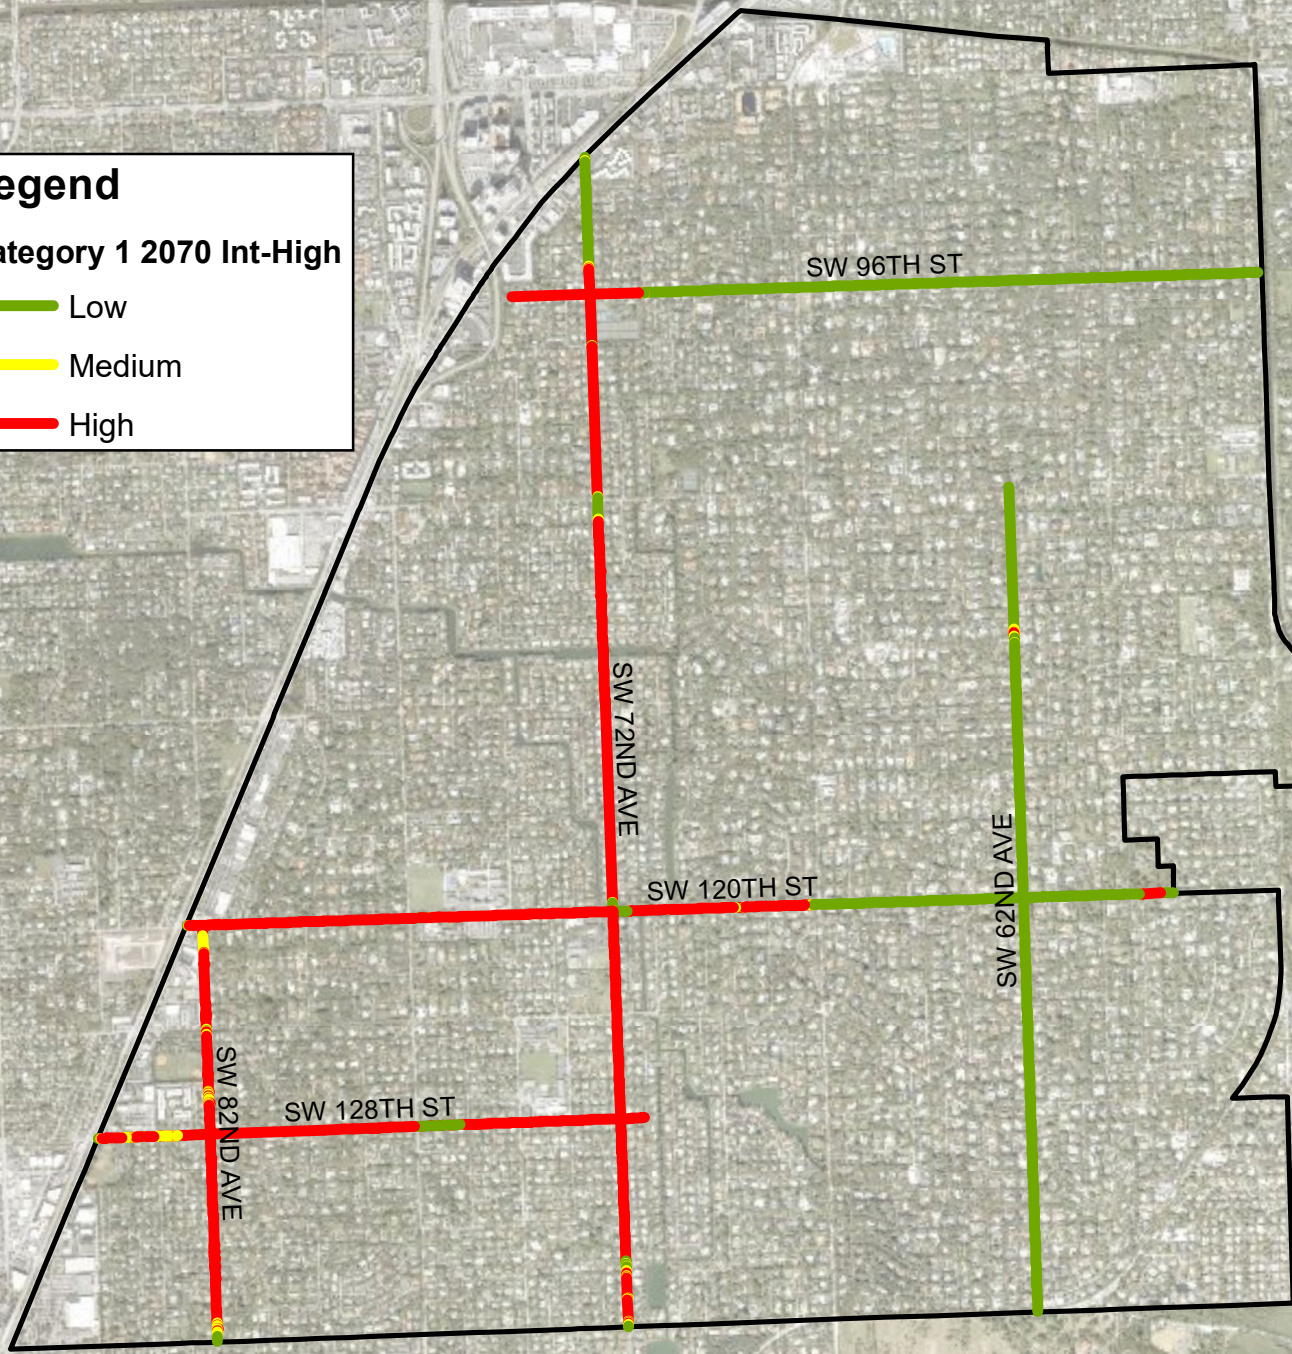 egend
ategory 1 2070 Int-High
Low
Medium
High
SW 96TH ST
SW 72ND AVE
SW 120TH ST
SW 62ND AVE
SW 82ND AVE
SW 128TH ST